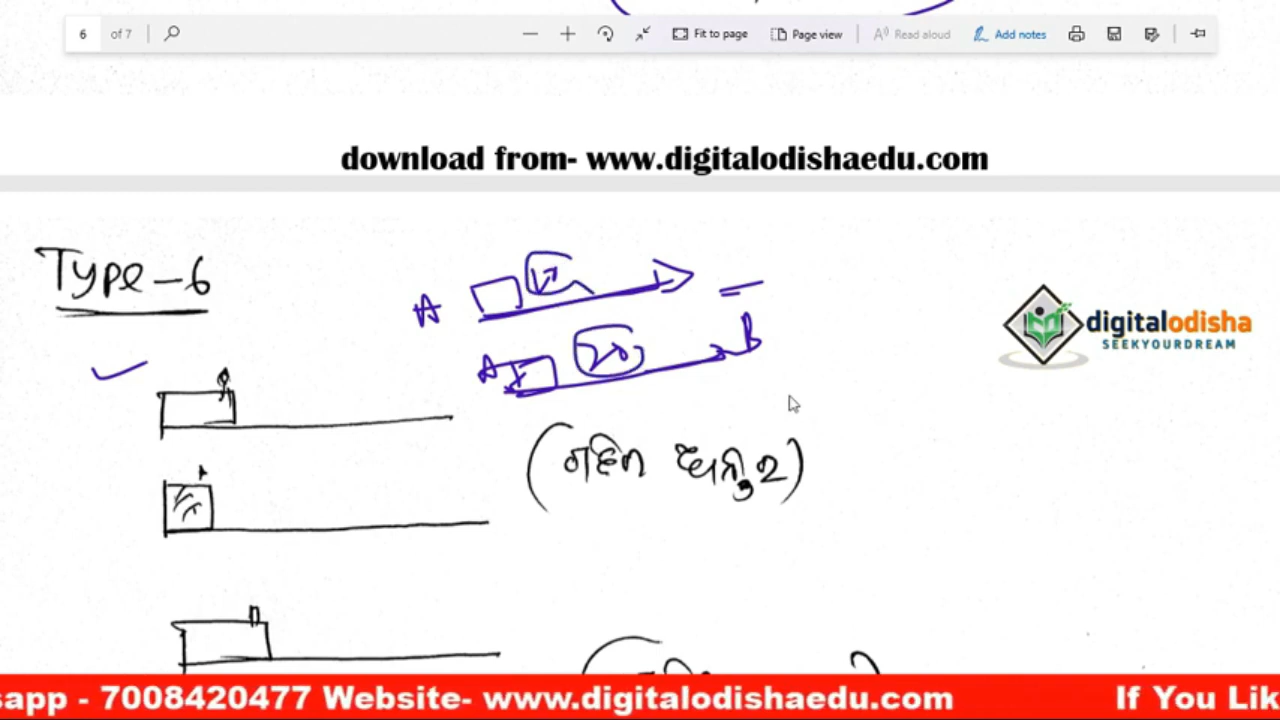 6 of 7 Fit to page Page view Read aloud Add notes
download from- www.digitalodishaedu.com
Type-6
A
A 20 B
digitalodisha
SEEKYOURDREAM
sapp - 7008420477 Website- www.digitalodishaedu.com If You Lik